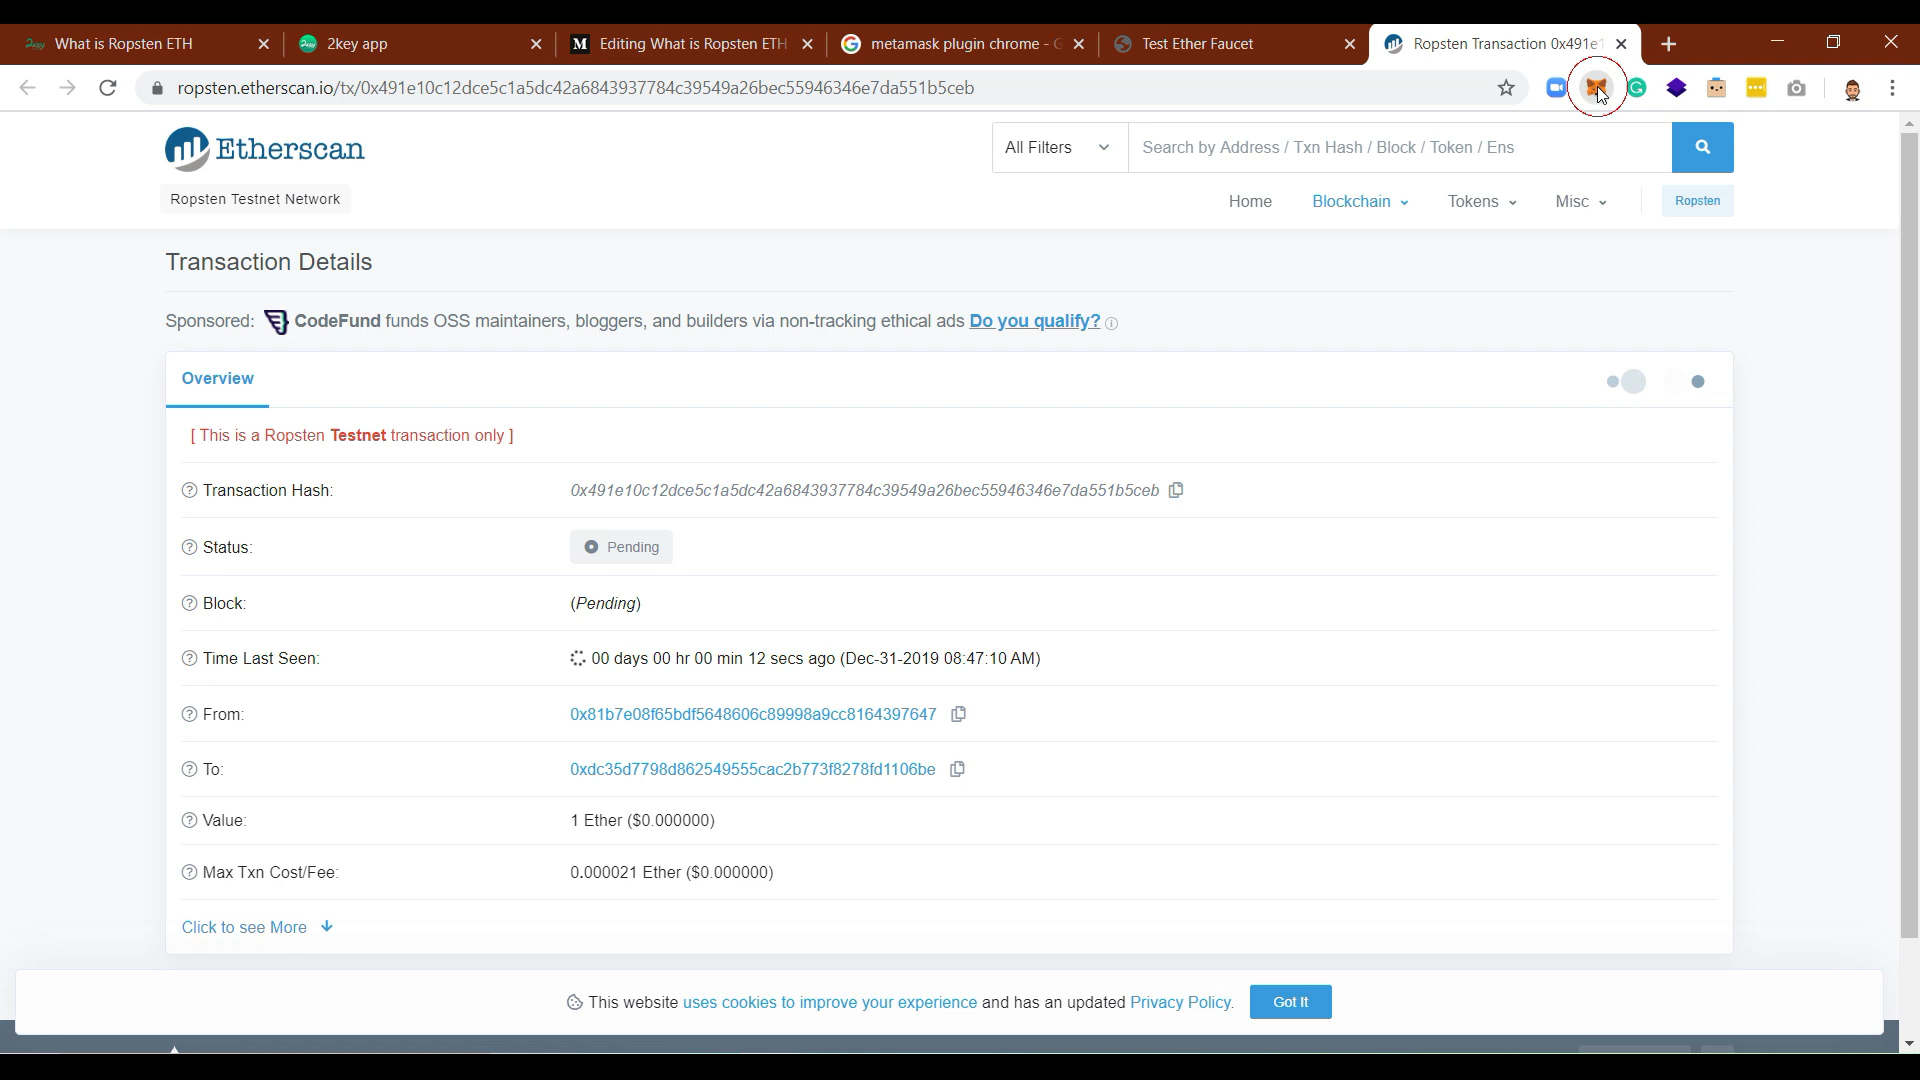 What is Ropsten ETH
2key app
Editing What is Ropsten ETH
metamask plugin chrome - G
Test Ether Faucet
Ropsten Transaction 0x491e1
ropsten.etherscan.io/tx/0x491e10c12dce5c1a5dc42a6843937784c39549a26bec55946346e7da551b5ceb
Etherscan
All Filters
Search by Address / Txn Hash / Block / Token / Ens
Ropsten Testnet Network
Home
Blockchain
Tokens
Misc
Ropsten
Transaction Details
Sponsored: CodeFund funds OSS maintainers, bloggers, and builders via non-tracking ethical ads Do you qualify?
Overview
[ This is a Ropsten Testnet transaction only ]
Transaction Hash: 0x491e10c12dce5c1a5dc42a6843937784c39549a26bec55946346e7da551b5ceb
Status: Pending
Block: (Pending)
Time Last Seen: 00 days 00 hr 00 min 12 secs ago (Dec-31-2019 08:47:10 AM)
From: 0x81b7e08f65bdf5648606c89998a9cc8164397647
To: 0xdc35d7798d862549555cac2b773f8278fd1106be
Value: 1 Ether ($0.000000)
Max Txn Cost/Fee: 0.000021 Ether ($0.000000)
Click to see More
This website uses cookies to improve your experience and has an updated Privacy Policy.
Got It